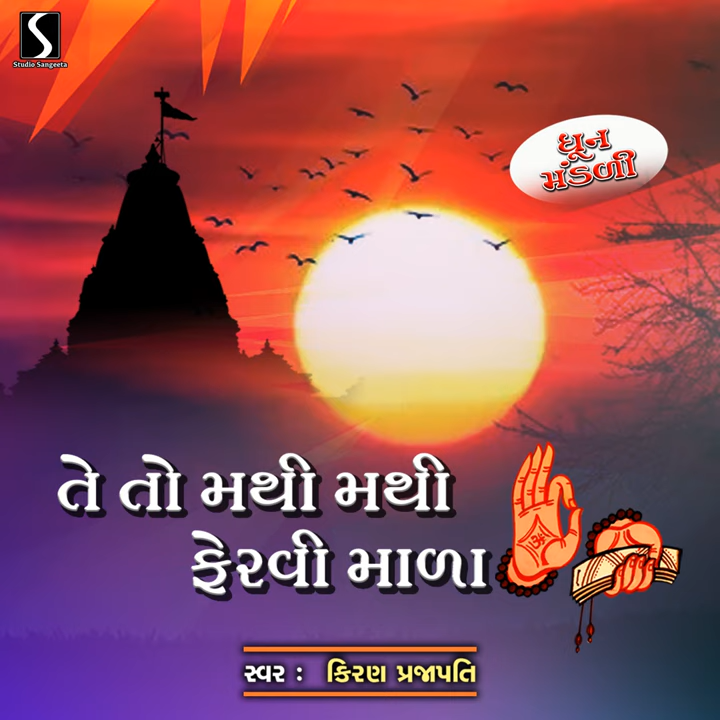 S
Studio Sangeeta
ધૂન
મંડળી
તે તો મથી મથી
ફેરવી માળા
સ્વર : કિરણ પ્રજાપતિ